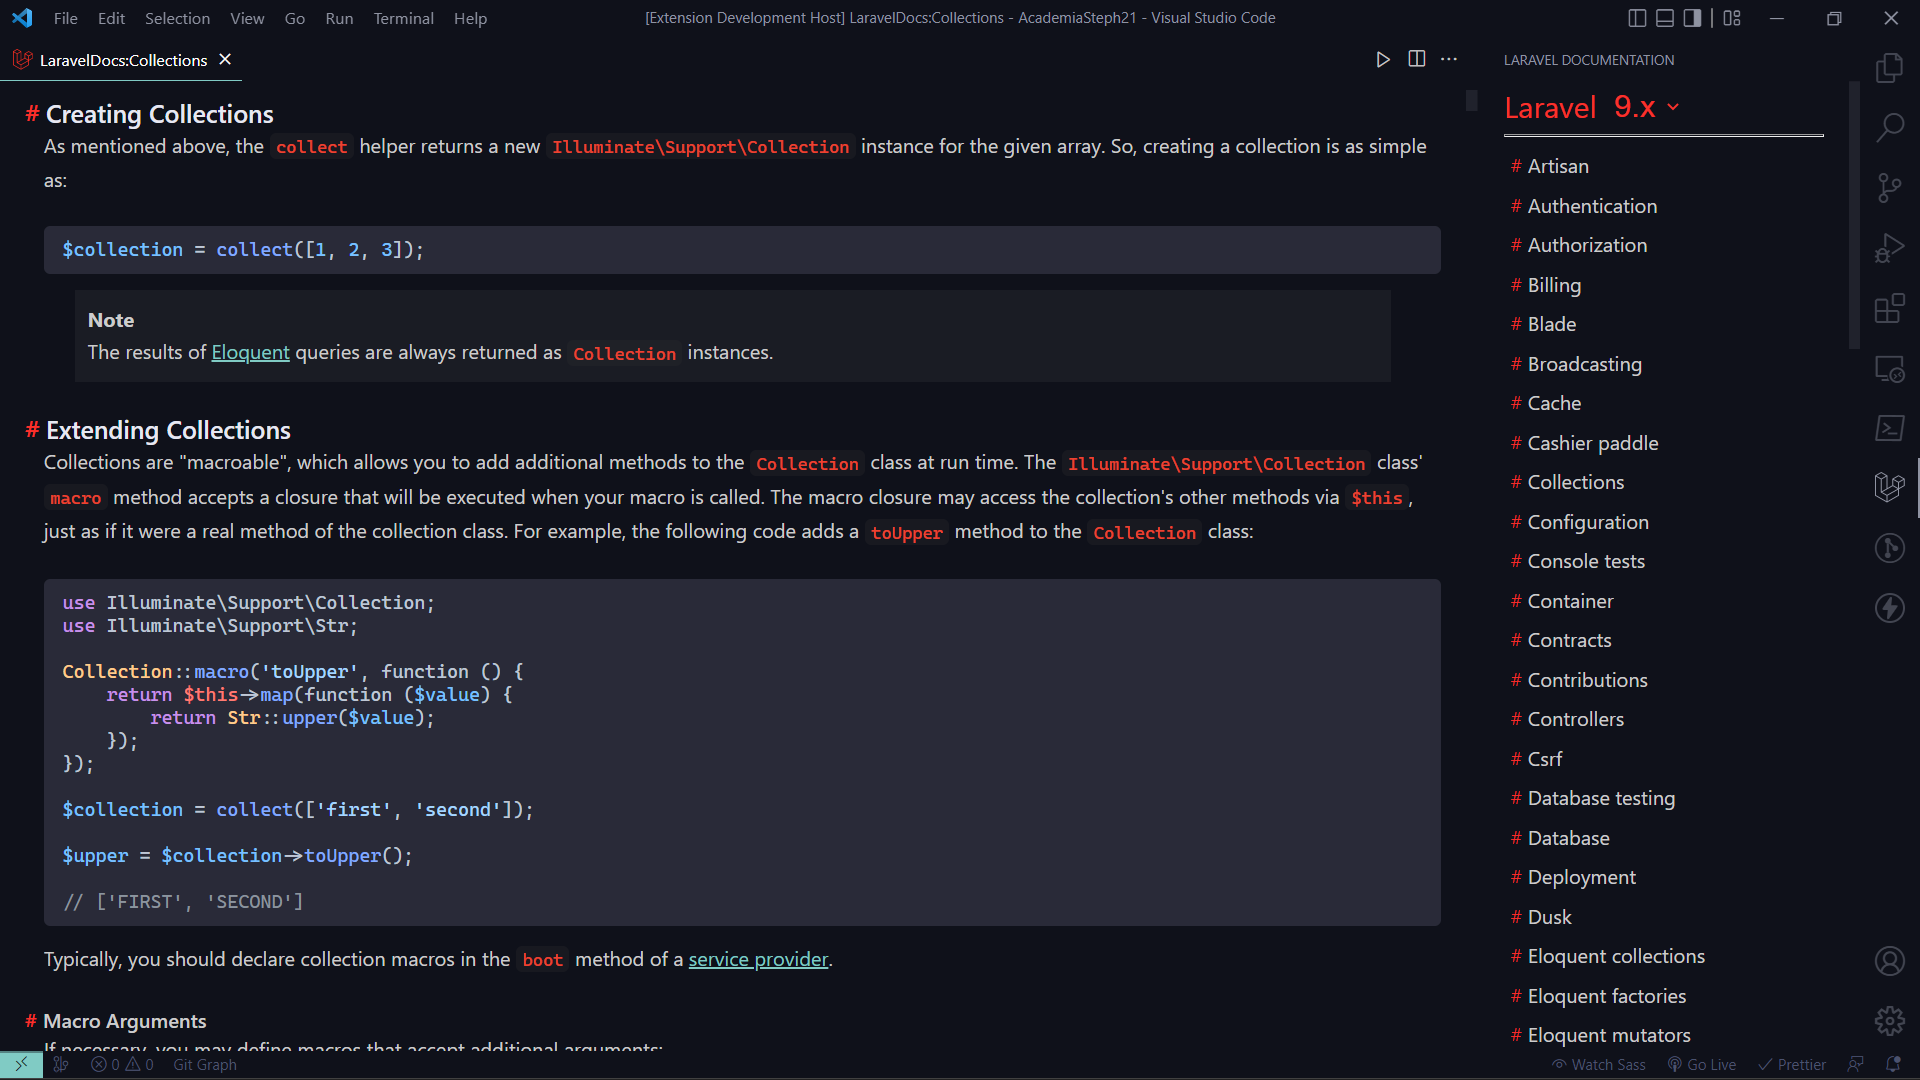 File Edit Selection View Go Run Terminal Help
[Extension Development Host] LaravelDocs:Collections - AcademiaSteph21 - Visual Studio Code
LaravelDocs:Collections
# Creating Collections
As mentioned above, the collect helper returns a new Illuminate\Support\Collection instance for the given array. So, creating a collection is as simple
as:
$collection = collect([1, 2, 3]);
Note
The results of Eloquent queries are always returned as Collection instances.
# Extending Collections
Collections are "macroable", which allows you to add additional methods to the Collection class at run time. The Illuminate\Support\Collection class'
macro method accepts a closure that will be executed when your macro is called. The macro closure may access the collection's other methods via $this,
just as if it were a real method of the collection class. For example, the following code adds a toUpper method to the Collection class:
use Illuminate\Support\Collection;
use Illuminate\Support\Str;
Collection::macro('toUpper', function () {
return $this->map(function ($value) {
return Str::upper($value);
});
});
$collection = collect(['first', 'second']);
$upper = $collection->toUpper();
// ['FIRST', 'SECOND']
Typically, you should declare collection macros in the boot method of a service provider.
# Macro Arguments
If necessary, you may define macros that accept additional arguments:
LARAVEL DOCUMENTATION
Laravel 9.x
# Artisan
# Authentication
# Authorization
# Billing
# Blade
# Broadcasting
# Cache
# Cashier paddle
# Collections
# Configuration
# Console tests
# Container
# Contracts
# Contributions
# Controllers
# Csrf
# Database testing
# Database
# Deployment
# Dusk
# Eloquent collections
# Eloquent factories
# Eloquent mutators
0 0 Git Graph
Watch Sass Go Live Prettier